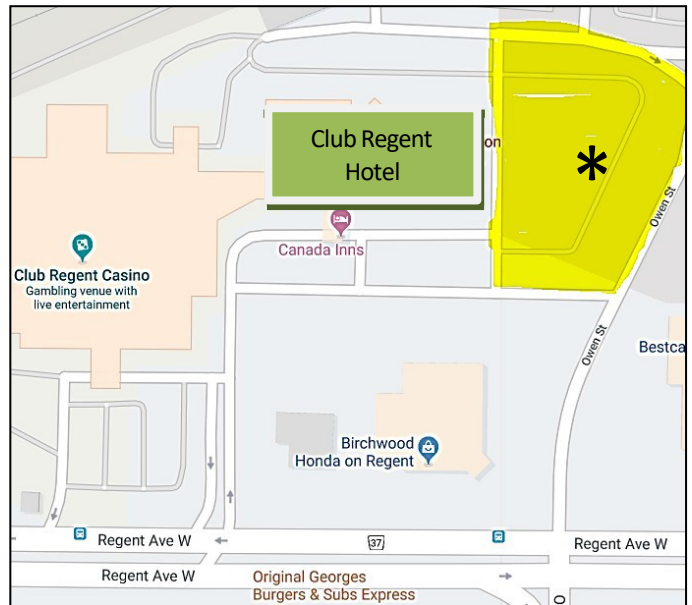 Club Regent
Hotel
on
*
Owen St
Canada Inns
Club Regent Casino
Gambling venue with
live entertainment
Owen St
Bestca
Birchwood
Honda on Regent
Regent Ave W
37
Regent Ave W
Regent Ave W
Original Georges
Burgers & Subs Express
O